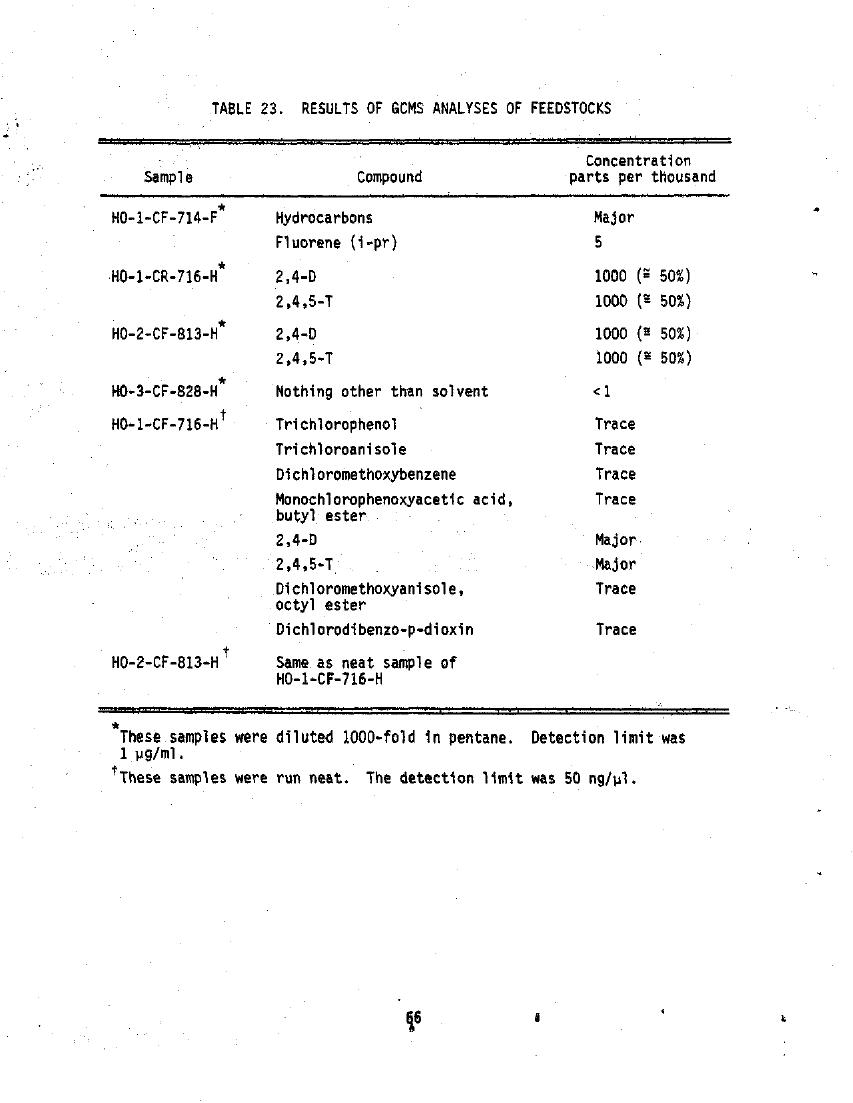 TABLE 23. RESULTS OF GCMS ANALYSES OF FEEDSTOCKS
Sample Compound Concentration parts per thousand
HO-1-CF-714-F* Hydrocarbons Major
Fluorene (i-pr) 5
HO-1-CR-716-H* 2,4-D 1000 (≅ 50%)
2,4,5-T 1000 (≅ 50%)
HO-2-CF-813-H* 2,4-D 1000 (≅ 50%)
2,4,5-T 1000 (≅ 50%)
HO-3-CF-828-H* Nothing other than solvent <1
HO-1-CF-716-H† Trichlorophenol Trace
Trichloroanisole Trace
Dichloromethoxybenzene Trace
Monochlorophenoxyacetic acid, Trace
butyl ester
2,4-D Major
2,4,5-T Major
Dichloromethoxyanisole, Trace
octyl ester
Dichlorodibenzo-p-dioxin Trace
HO-2-CF-813-H† Same as neat sample of
HO-1-CF-716-H
*These samples were diluted 1000-fold in pentane. Detection limit was
1 µg/ml.
†These samples were run neat. The detection limit was 50 ng/µl.
66